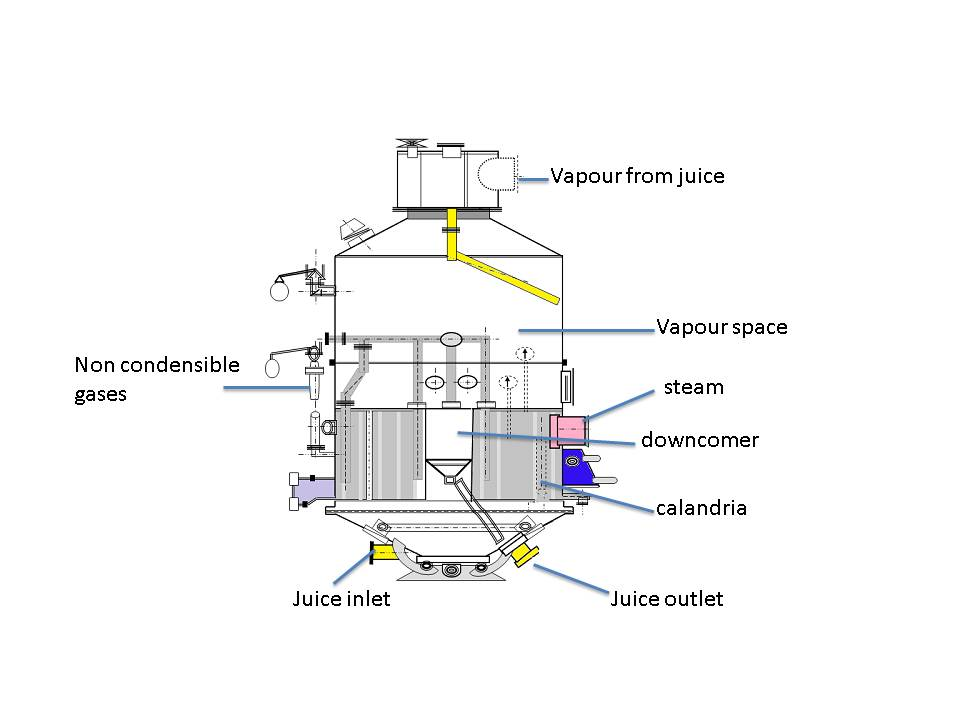 Vapour from juice
Vapour space
Non condensible
gases
steam
downcomer
calandria
Juice inlet
Juice outlet